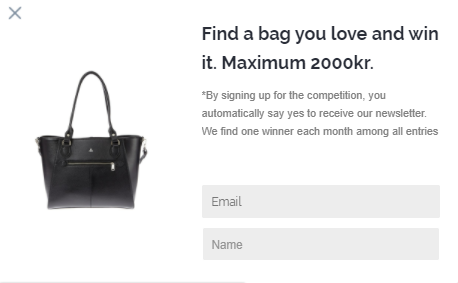 Find a bag you love and win
it. Maximum 2000kr.
*By signing up for the competition, you
automatically say yes to receive our newsletter.
We find one winner each month among all entries
Email
Name